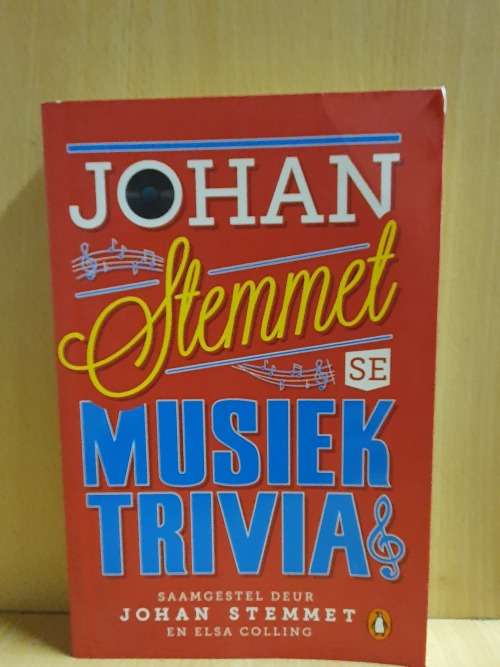 JOHAN
Stemmet
SE
MUSIEK
TRIVIA
SAAMGESTEL DEUR
JOHAN STEMMET
EN ELSA COLLING